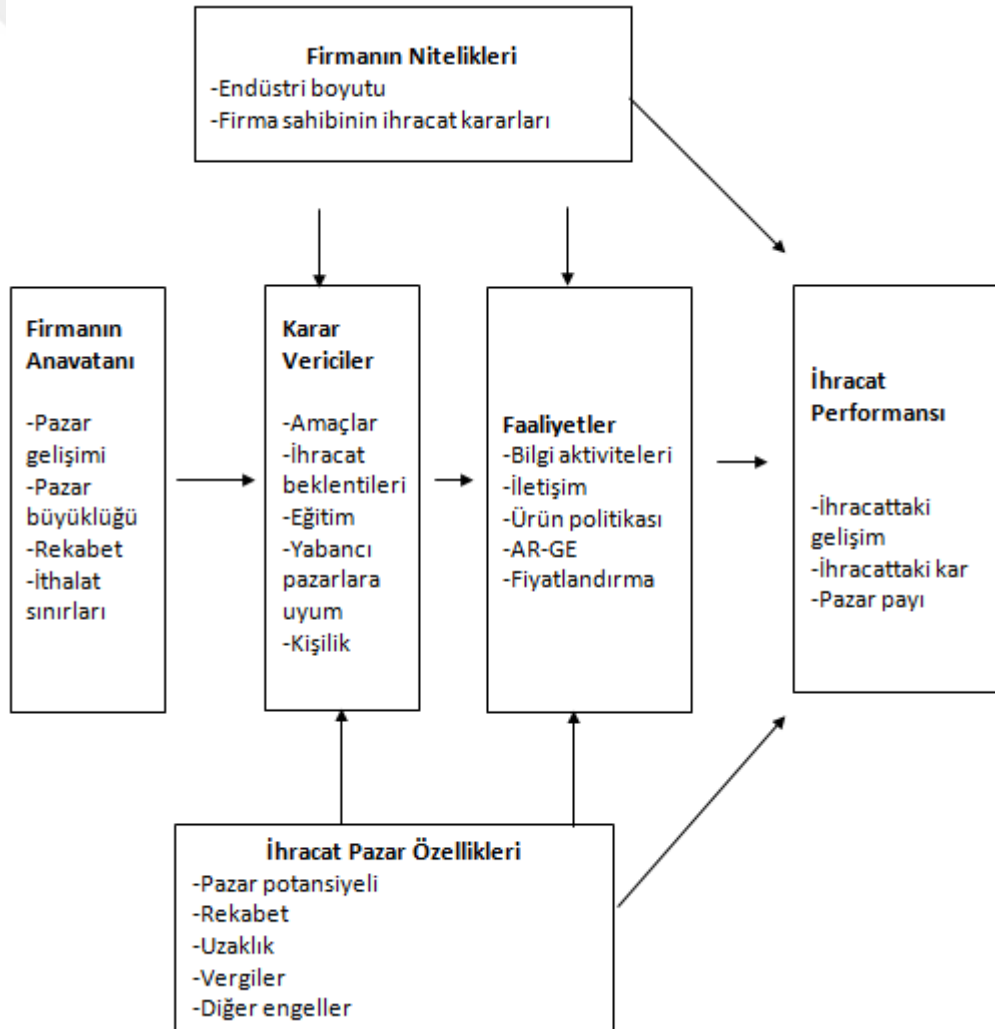 Firmanın Nitelikleri
-Endüstri boyutu
-Firma sahibinin ihracat kararları
Firmanın
Anavatanı
-Pazar
gelişimi
-Pazar
büyüklüğü
-Rekabet
-İthalat
sınırları
Karar
Vericiler
-Amaçlar
-İhracat
beklentileri
-Eğitim
-Yabancı
pazarlara
uyum
-Kişilik
Faaliyetler
-Bilgi aktiviteleri
-İletişim
-Ürün politikası
-AR-GE
-Fiyatlandırma
İhracat
Performansı
-İhracattaki
gelişim
-İhracattaki kar
-Pazar payı
İhracat Pazar Özellikleri
-Pazar potansiyeli
-Rekabet
-Uzaklık
-Vergiler
-Diğer engeller